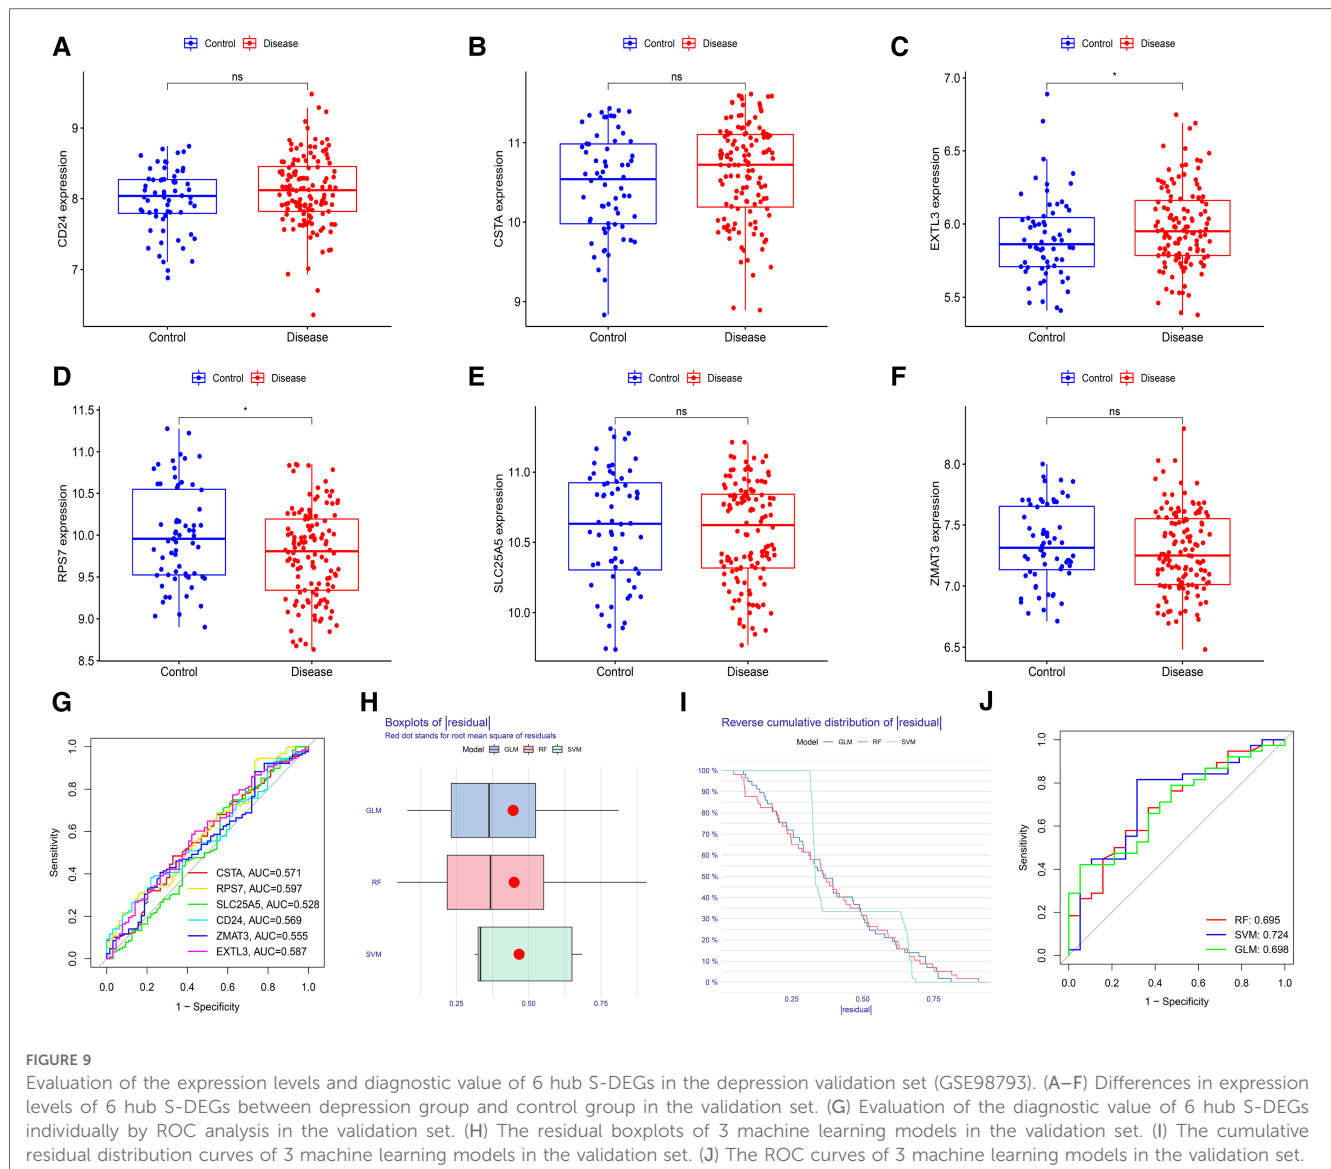 A
Control Disease
ns
CD24 expression
9
8
7
Control Disease
B
Control Disease
ns
CSTA expression
11
10
9
Control Disease
C
Control Disease
*
EXTL3 expression
7.0
6.5
6.0
5.5
Control Disease
D
Control Disease
*
RPS7 expression
11.5
11.0
10.5
10.0
9.5
9.0
8.5
Control Disease
E
Control Disease
ns
SLC25A5 expression
11.0
10.5
10.0
Control Disease
F
Control Disease
ns
ZMAT3 expression
8.0
7.5
7.0
6.5
Control Disease
G
Sensitivity
1.0
0.8
0.6
0.4
0.2
0.0
CSTA, AUC=0.571
RPS7, AUC=0.597
SLC25A5, AUC=0.528
CD24, AUC=0.569
ZMAT3, AUC=0.555
EXTL3, AUC=0.587
0.0 0.2 0.4 0.6 0.8 1.0
1 − Specificity
H
Boxplots of |residual|
Red dot stands for root mean square of residuals
Model GLM RF SVM
GLM
RF
SVM
0.25 0.50 0.75
I
Reverse cumulative distribution of |residual|
Model GLM RF SVM
100 %
90 %
80 %
70 %
60 %
50 %
40 %
30 %
20 %
10 %
0 %
0.25 0.50 0.75
|residual|
J
Sensitivity
1.0
0.8
0.6
0.4
0.2
0.0
RF: 0.695
SVM: 0.724
GLM: 0.698
0.0 0.2 0.4 0.6 0.8 1.0
1 − Specificity
FIGURE 9
Evaluation of the expression levels and diagnostic value of 6 hub S-DEGs in the depression validation set (GSE98793). (A–F) Differences in expression
levels of 6 hub S-DEGs between depression group and control group in the validation set. (G) Evaluation of the diagnostic value of 6 hub S-DEGs
individually by ROC analysis in the validation set. (H) The residual boxplots of 3 machine learning models in the validation set. (I) The cumulative
residual distribution curves of 3 machine learning models in the validation set. (J) The ROC curves of 3 machine learning models in the validation set.